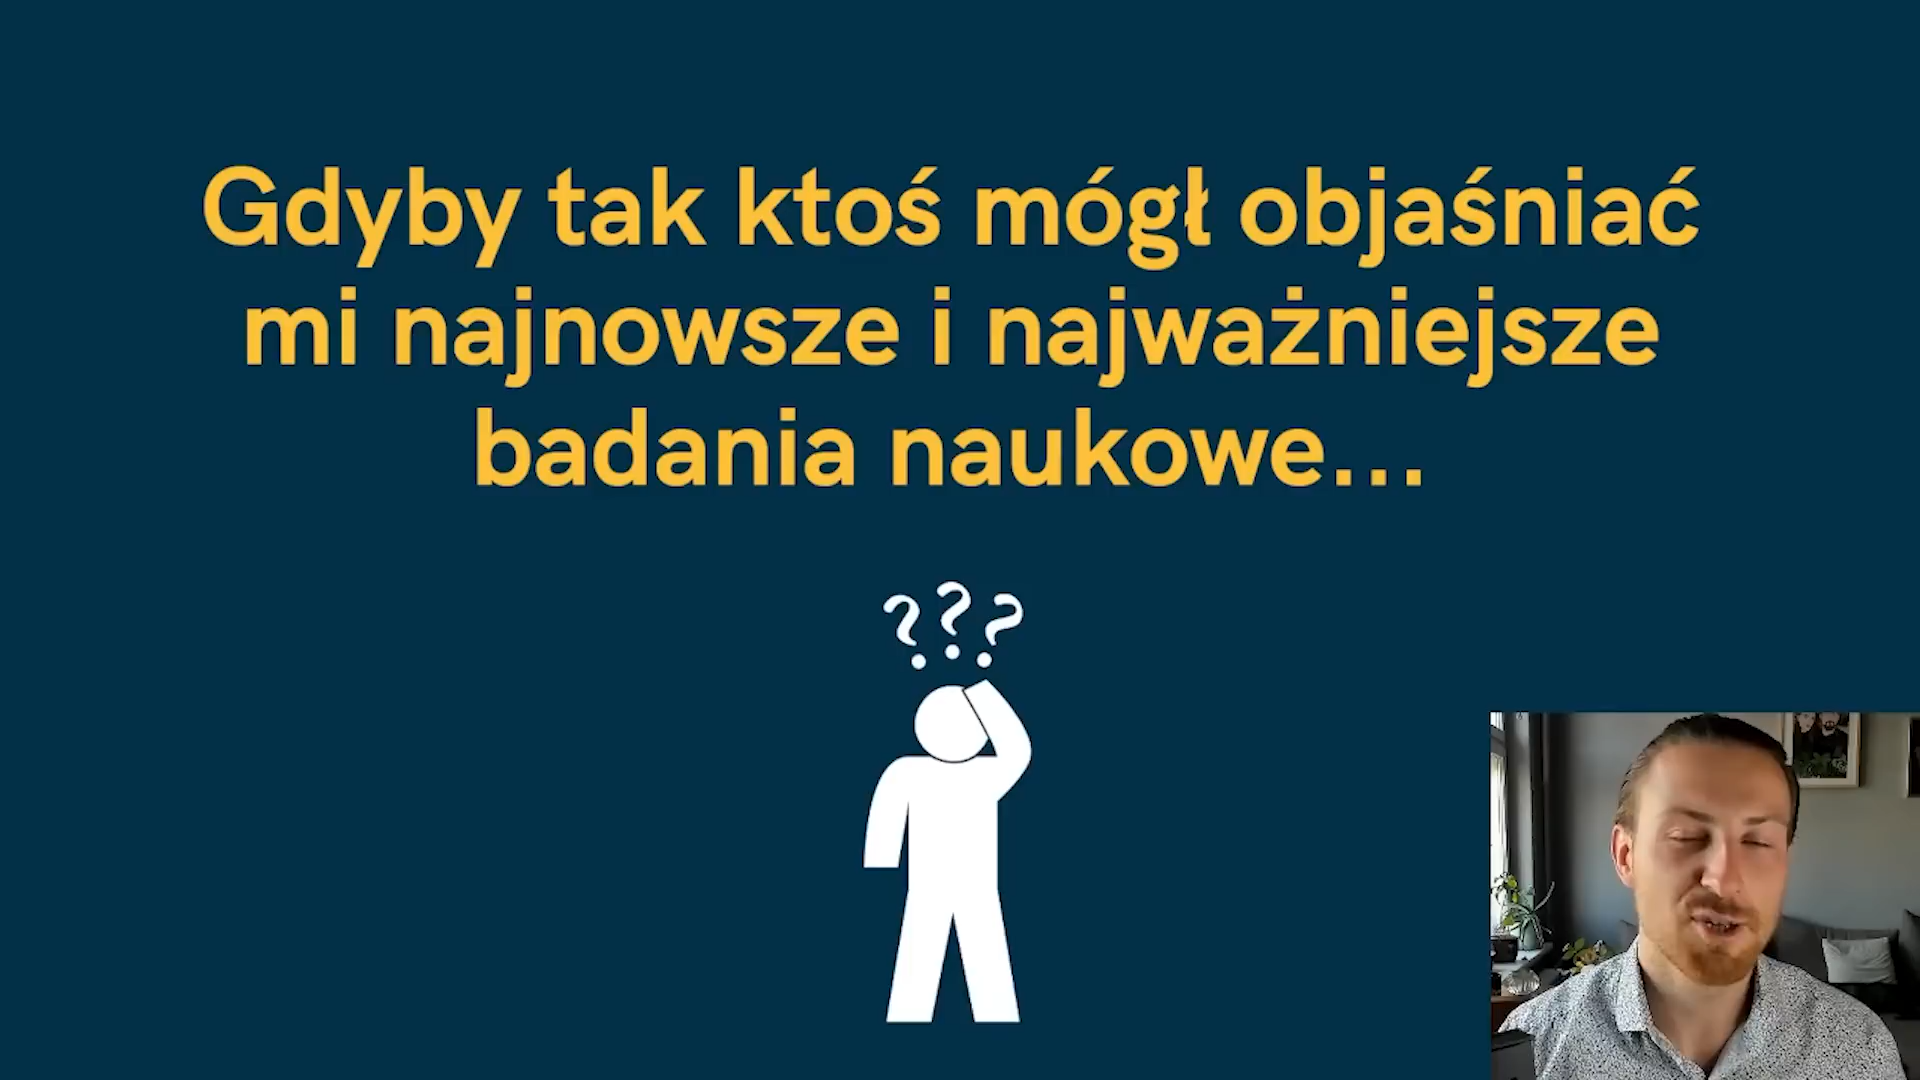 Gdyby tak ktoś mógł objaśniać
mi najnowsze i najważniejsze
badania naukowe...
???